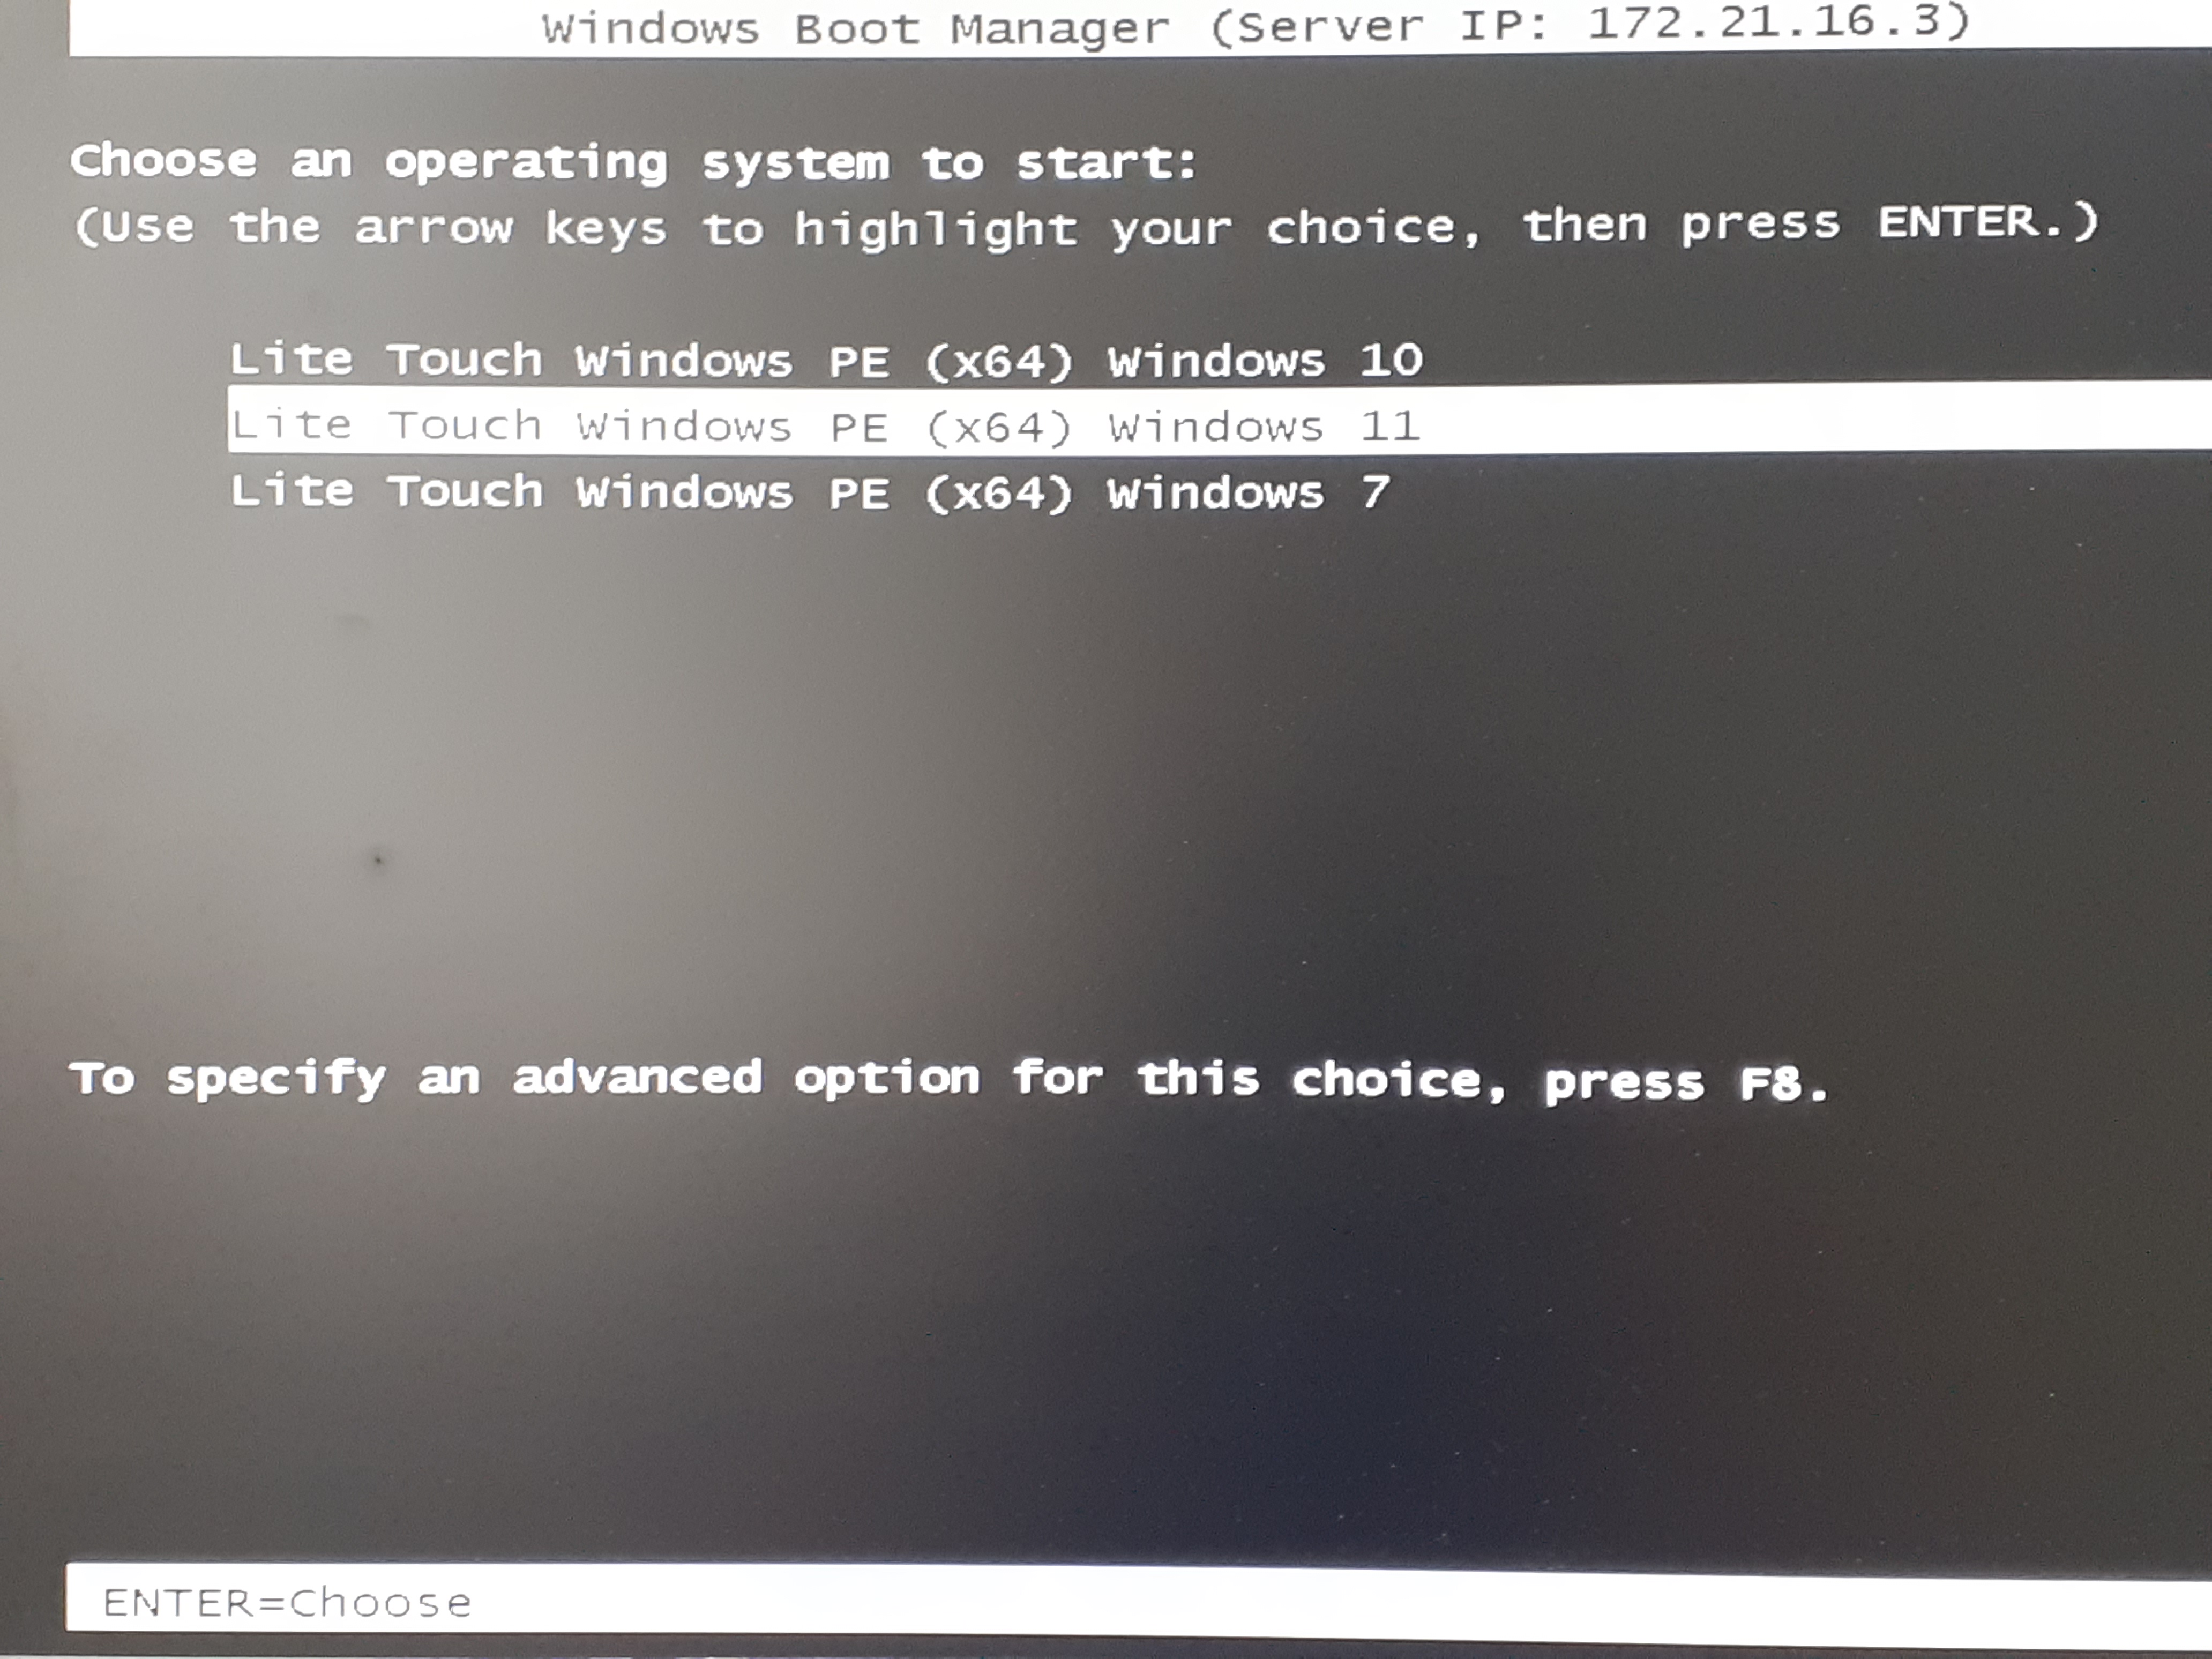 Windows Boot Manager (Server IP: 172.21.16.3)
Choose an operating system to start:
(Use the arrow keys to highlight your choice, then press ENTER.)
Lite Touch Windows PE (x64) Windows 10
Lite Touch Windows PE (x64) Windows 11
Lite Touch Windows PE (x64) Windows 7
To specify an advanced option for this choice, press F8.
ENTER=Choose